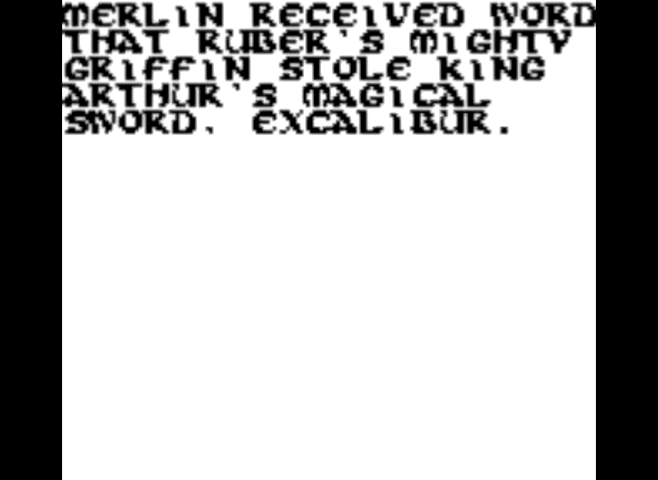 MERLIN RECEIVED WORD
THAT RUBER'S MIGHTY
GRIFFIN STOLE KING
ARTHUR'S MAGICAL
SWORD, EXCALIBUR.